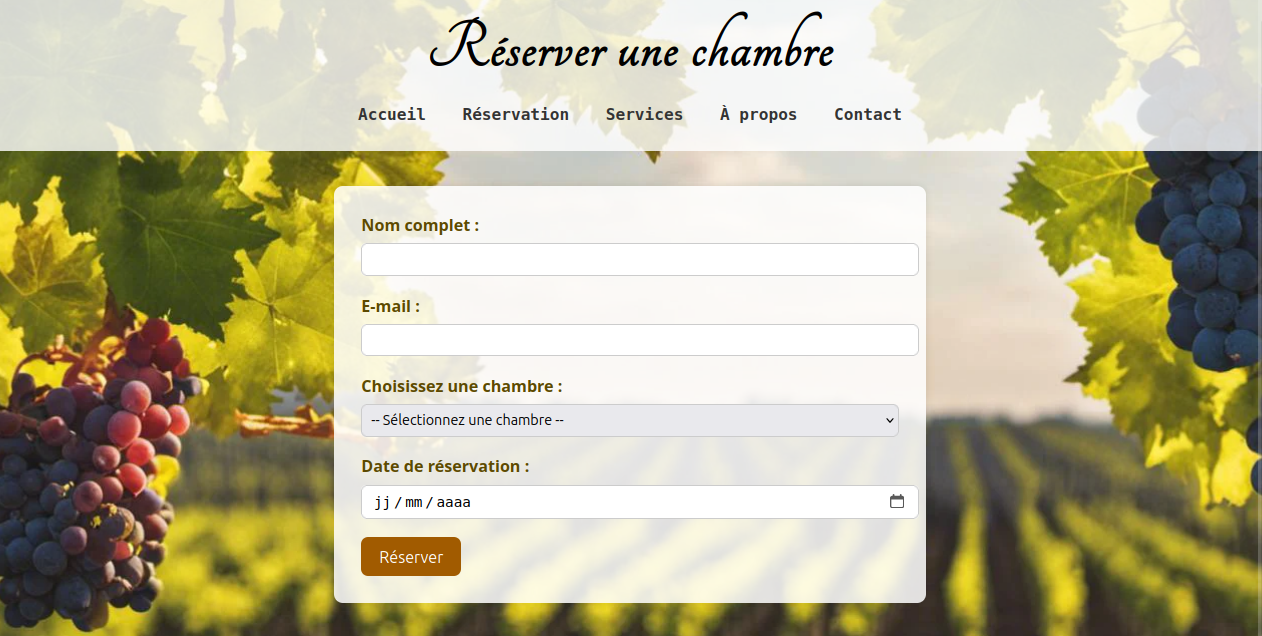 Réserver une chambre
Accueil Réservation Services À propos Contact
Nom complet :
E-mail :
Choisissez une chambre :
-- Sélectionnez une chambre --
Date de réservation :
jj / mm / aaaa
Réserver